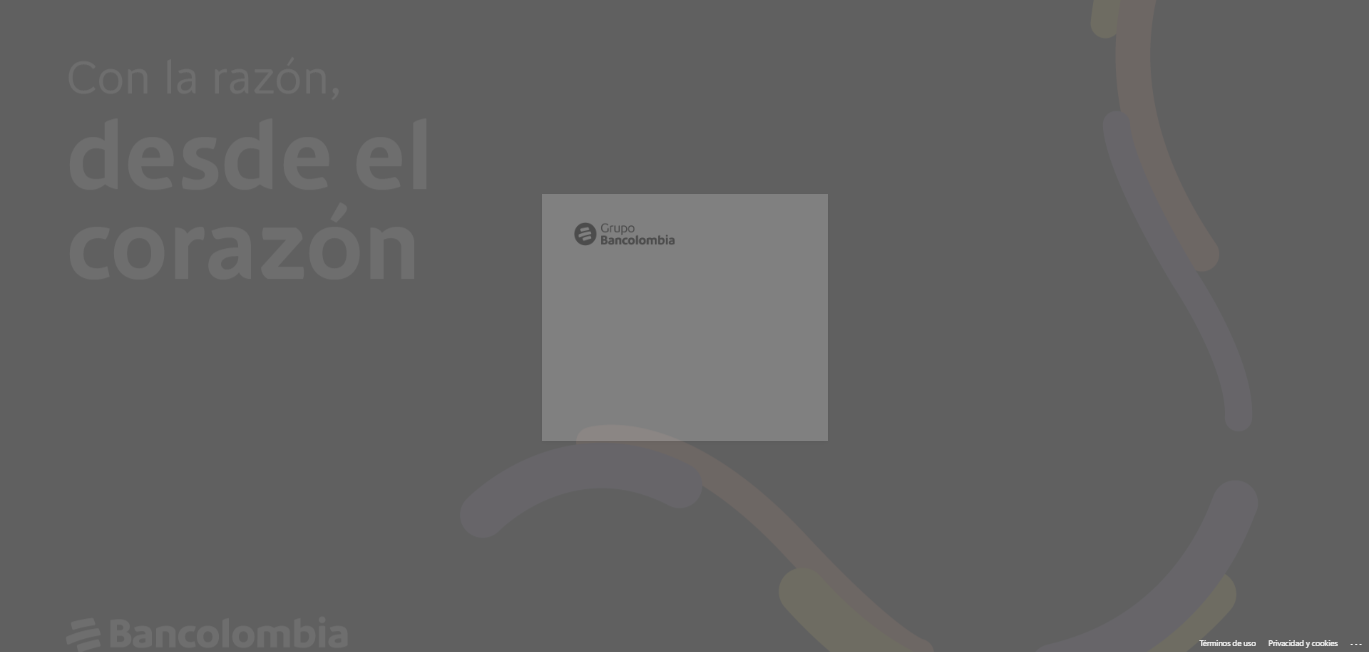 Con la razón,
desde el
corazón
Grupo
Bancolombia
Bancolombia
Términos de uso Privacidad y cookies ...